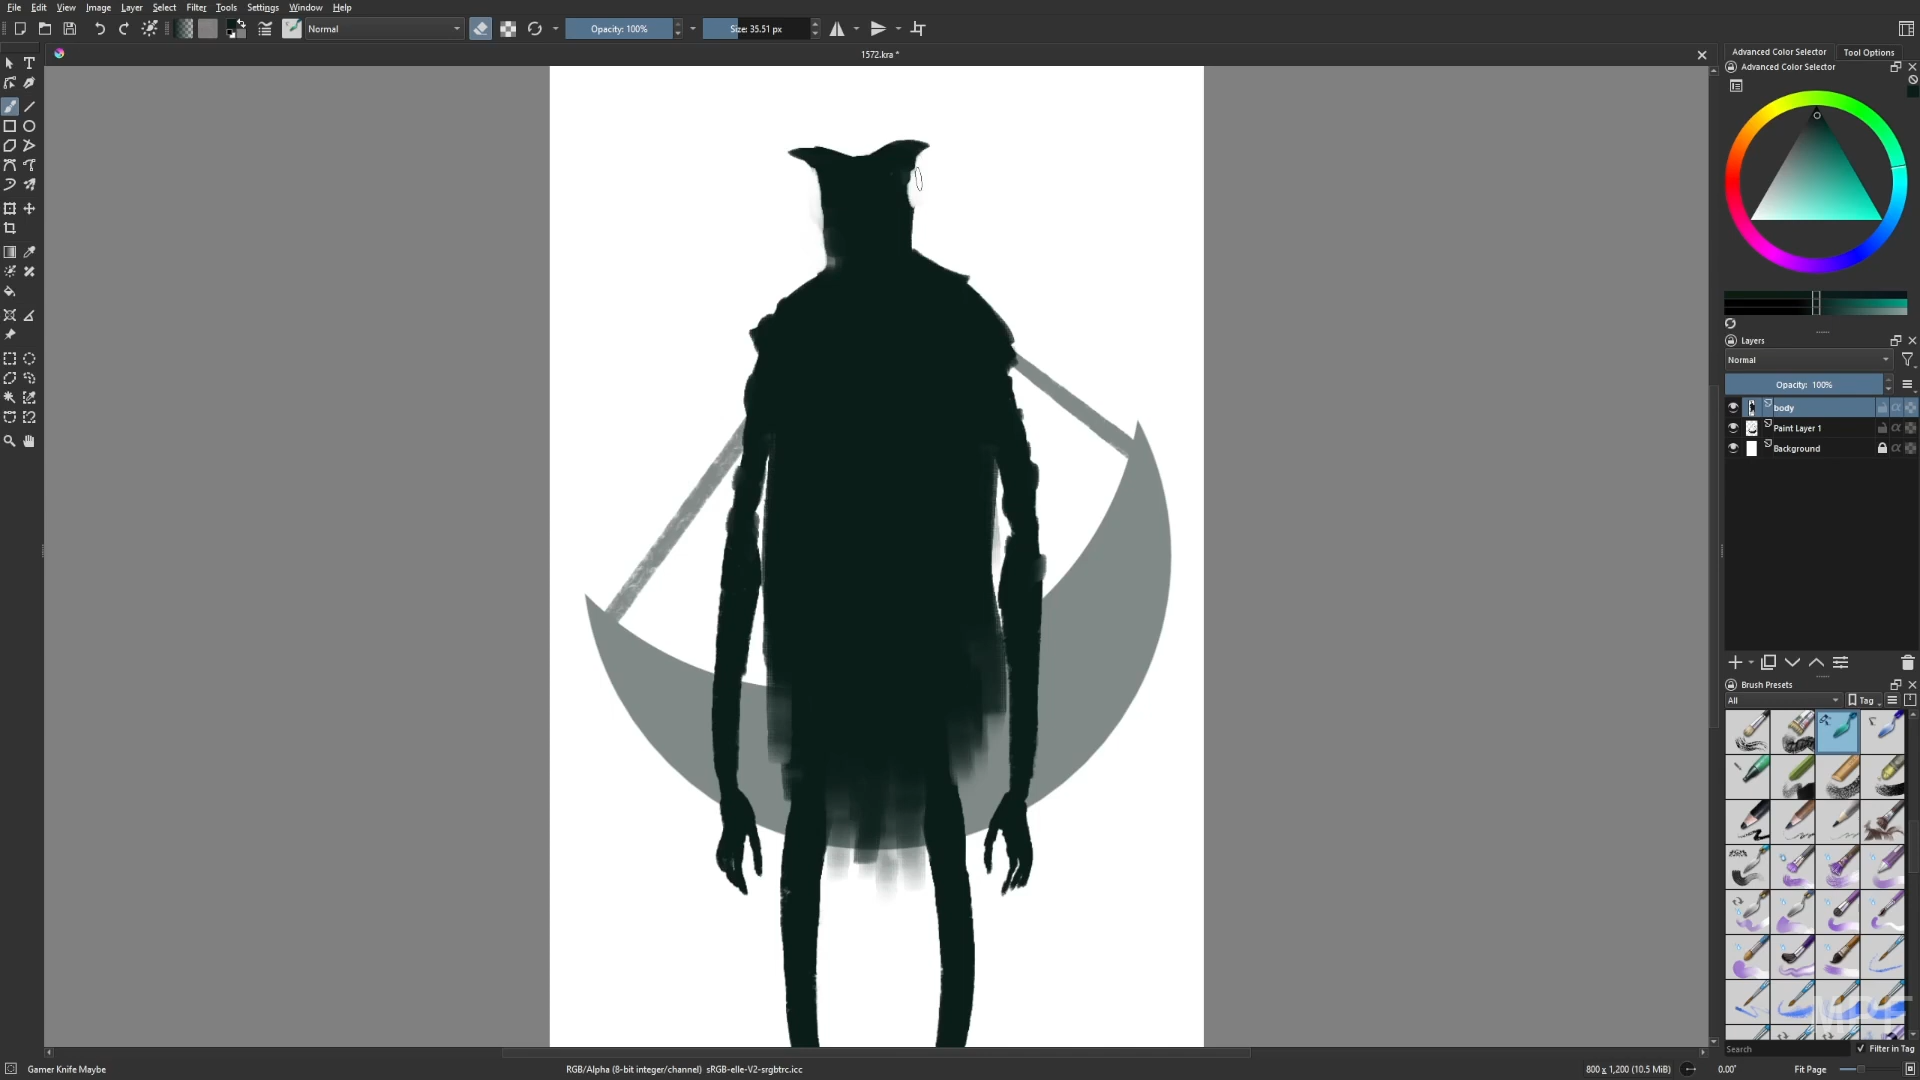 File Edit View Image Layer Select Filter Tools Settings Window Help
Normal Opacity: 100% Size: 35.51 px
1572.kra *
Advanced Color Selector Tool Options
Advanced Color Selector
Layers
Normal
Opacity: 100%
body
Paint Layer 1
Background
Brush Presets
All Tag
MPF
Search Filter in Tag
Gamer Knife Maybe RGB/Alpha (8-bit integer/channel) sRGB-elle-V2-srgbtrc.icc 800 x 1,200 (10.5 MiB) 0.00° Fit Page